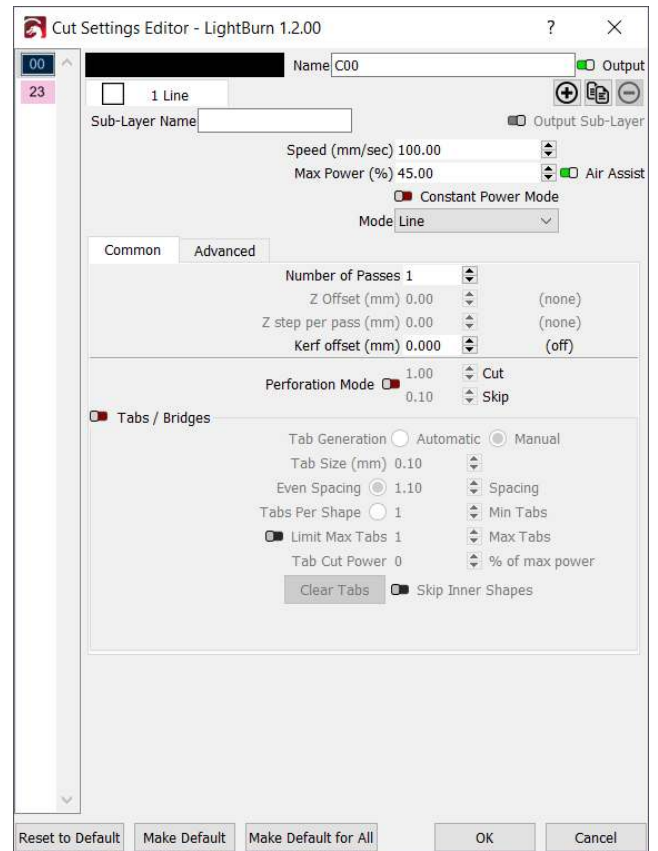 Cut Settings Editor - LightBurn 1.2.00 ? X
00 Name C00 Output
23 1 Line
Sub-Layer Name Output Sub-Layer
Speed (mm/sec) 100.00
Max Power (%) 45.00 Air Assist
Constant Power Mode
Mode Line
Common Advanced
Number of Passes 1
Z Offset (mm) 0.00 (none)
Z step per pass (mm) 0.00 (none)
Kerf offset (mm) 0.000 (off)
Perforation Mode 1.00 Cut
0.10 Skip
Tabs / Bridges
Tab Generation Automatic Manual
Tab Size (mm) 0.10
Even Spacing 1.10 Spacing
Tabs Per Shape 1 Min Tabs
Limit Max Tabs 1 Max Tabs
Tab Cut Power 0 % of max power
Clear Tabs Skip Inner Shapes
Reset to Default Make Default Make Default for All OK Cancel